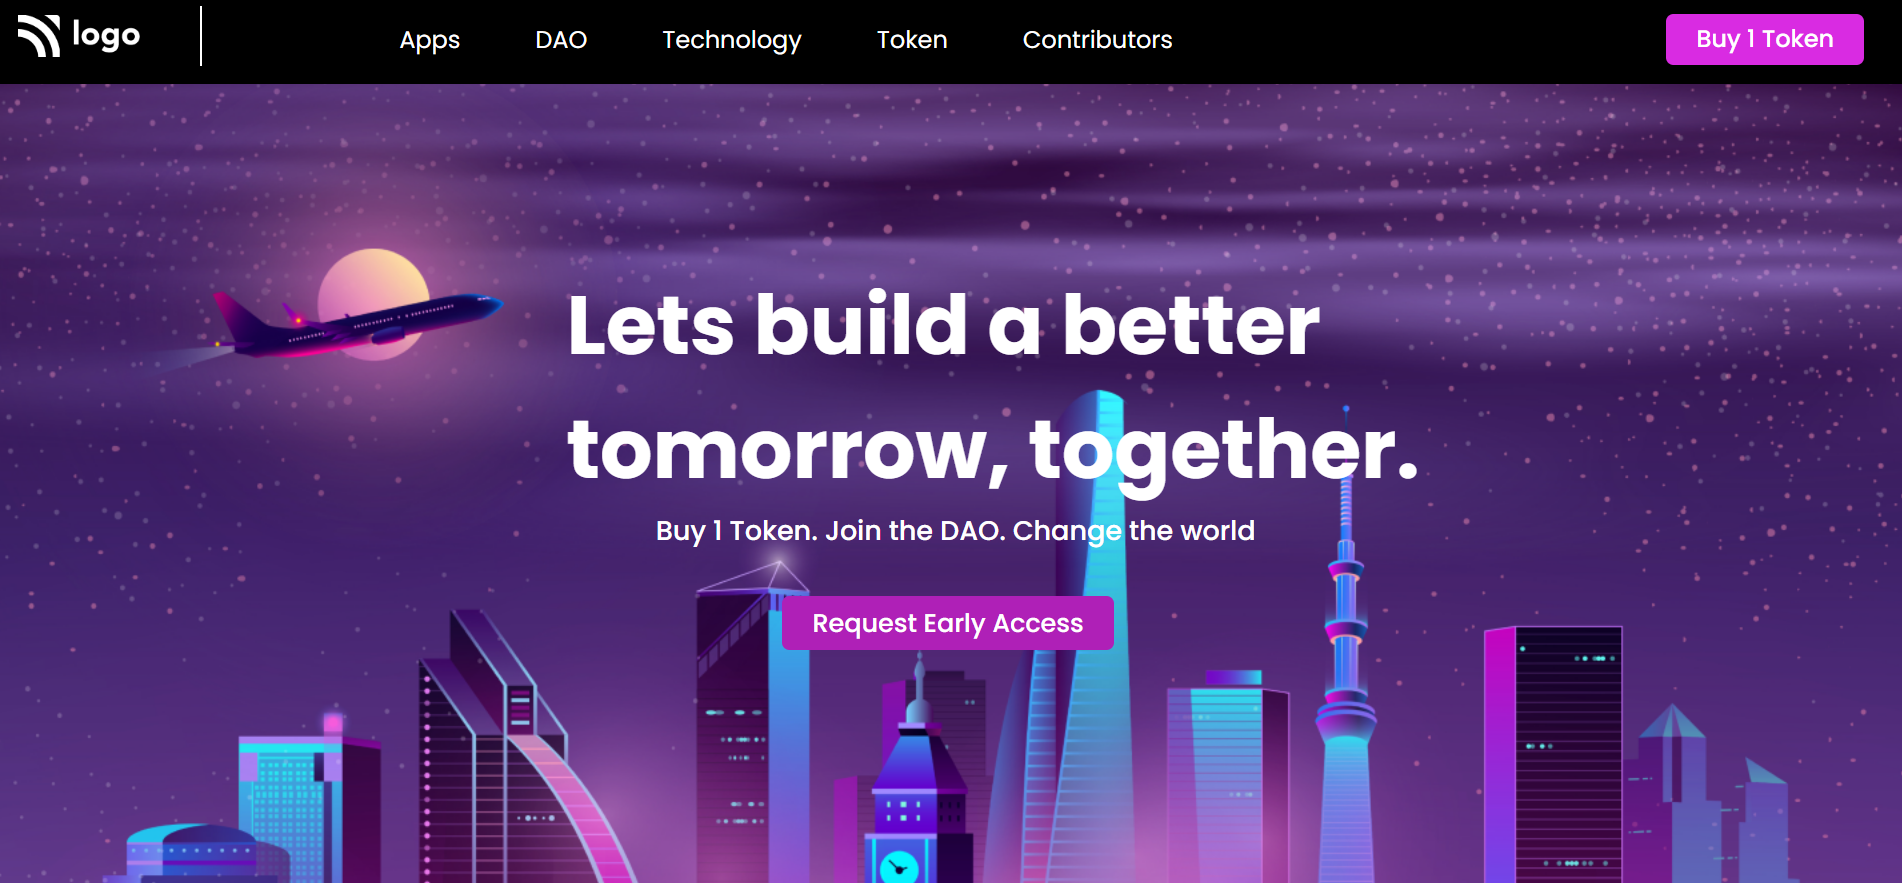 logo
Apps DAO Technology Token Contributors Buy 1 Token
Lets build a better
tomorrow, together.
Buy 1 Token. Join the DAO. Change the world
Request Early Access